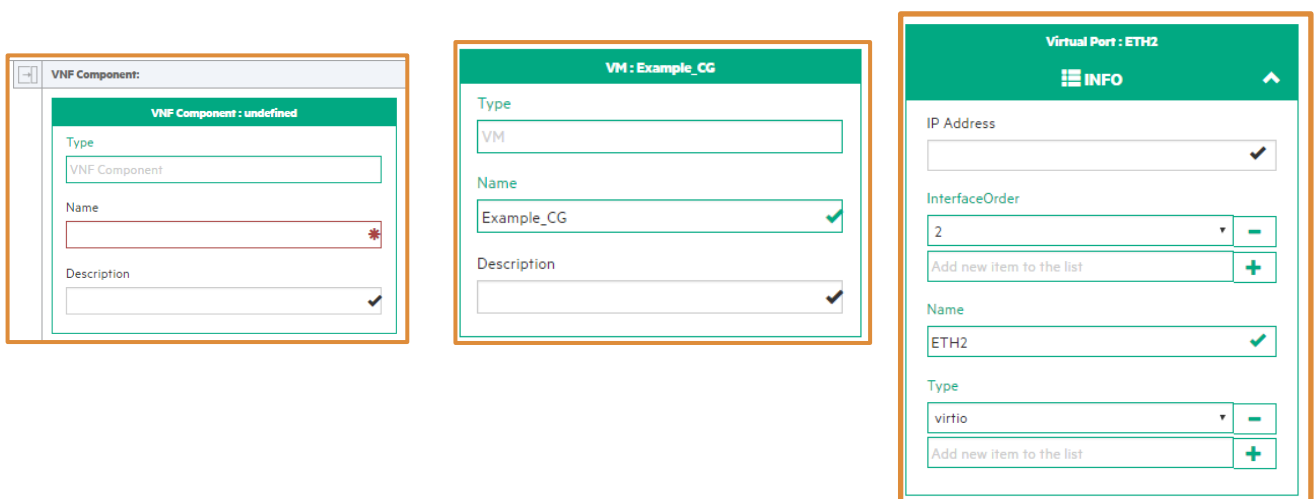 VNF Component:
VNF Component : undefined
Type
VNF Component
Name
Description
VM : Example_CG
Type
VM
Name
Example_CG
Description
Virtual Port : ETH2
INFO
IP Address
InterfaceOrder
2
Add new item to the list
Name
ETH2
Type
virtio
Add new item to the list